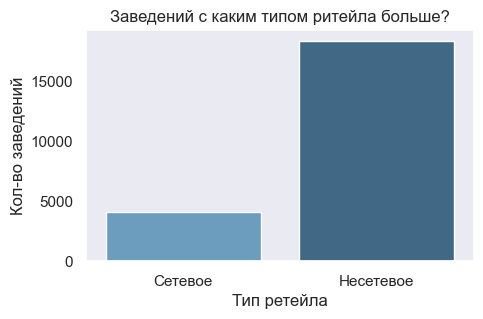 Заведений с каким типом ритейла больше?
Кол-во заведений
15000
10000
5000
0
Сетевое
Несетевое
Тип ретейла